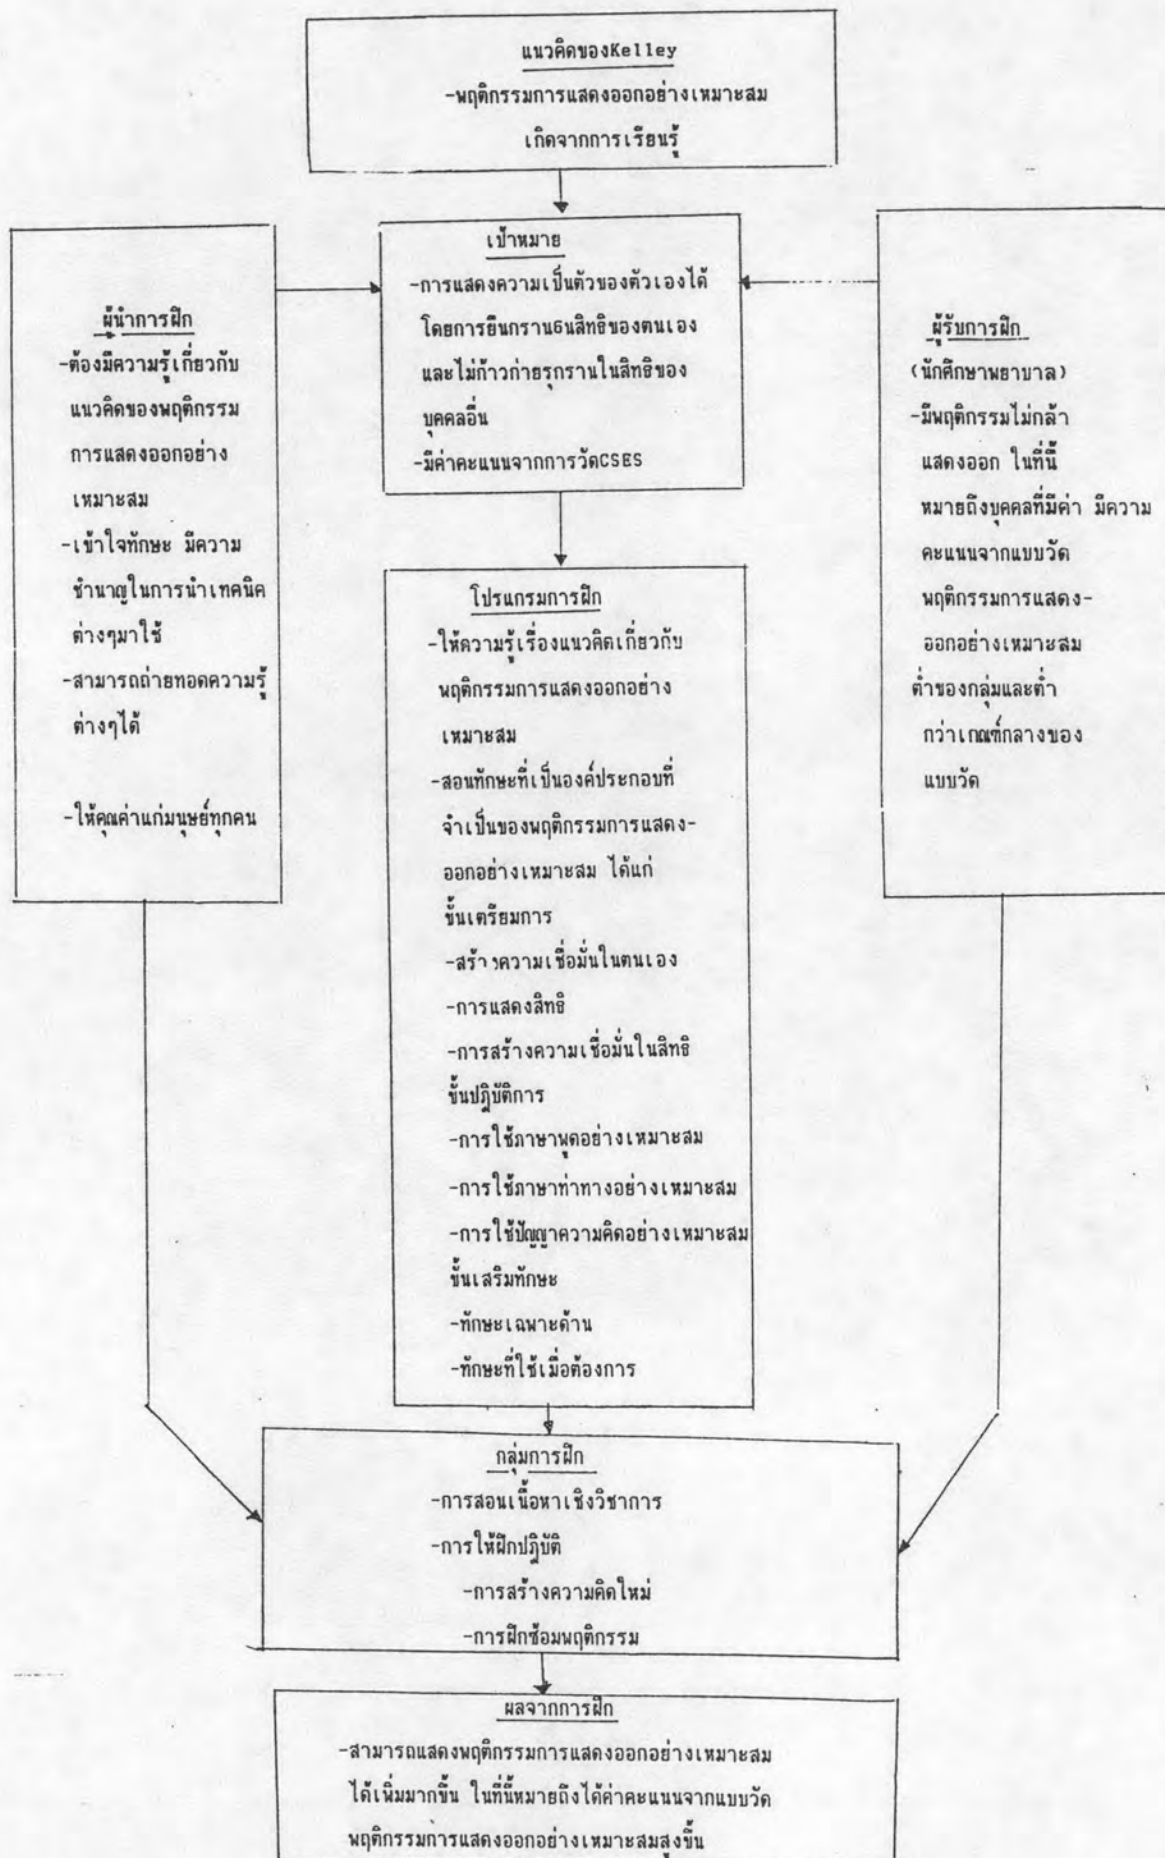 แนวคิดของKelley
-พฤติกรรมการแสดงออกอย่างเหมาะสม
เกิดจากการเรียนรู้
เป้าหมาย
-การแสดงความเป็นตัวของตัวเองได้
โดยการยืนกรานในสิทธิของตนเอง
และไม่ก้าวก่ายรุกรานในสิทธิของ
บุคคลอื่น
-มีค่าคะแนนจากการวัดCSES
ผู้นำการฝึก
-ต้องมีความรู้เกี่ยวกับ
แนวคิดของพฤติกรรม
การแสดงออกอย่าง
เหมาะสม
-เข้าใจทักษะ มีความ
ชำนาญในการนำเทคนิค
ต่างๆมาใช้
-สามารถถ่ายทอดความรู้
ต่างๆได้
-ให้คุณค่าแก่มนุษย์ทุกคน
ผู้รับการฝึก
(นักศึกษาพยาบาล)
-มีพฤติกรรมไม่กล้า
แสดงออก ในที่นี้
หมายถึงบุคคลที่มีค่า มีความ
คะแนนจากแบบวัด
พฤติกรรมการแสดง-
ออกอย่างเหมาะสม
ต่ำของกลุ่มและต่ำ
กว่าเกณฑ์กลางของ
แบบวัด
โปรแกรมการฝึก
-ให้ความรู้เรื่องแนวคิดเกี่ยวกับ
พฤติกรรมการแสดงออกอย่าง
เหมาะสม
-สอนทักษะที่เป็นองค์ประกอบที่
จำเป็นของพฤติกรรมการแสดง-
ออกอย่างเหมาะสม ได้แก่
ขั้นเตรียมการ
-สร้างความเชื่อมั่นในตนเอง
-การแสดงสิทธิ
-การสร้างความเชื่อมั่นในสิทธิ
ขั้นปฏิบัติการ
-การใช้ภาษาพูดอย่างเหมาะสม
-การใช้ภาษาท่าทางอย่างเหมาะสม
-การใช้ปัญญาความคิดอย่างเหมาะสม
ขั้นเสริมทักษะ
-ทักษะเฉพาะด้าน
-ทักษะที่ใช้เมื่อต้องการ
กลุ่มการฝึก
-การสอนเนื้อหาเชิงวิชาการ
-การให้ฝึกปฏิบัติ
-การสร้างความคิดใหม่
-การฝึกซ้อมพฤติกรรม
ผลจากการฝึก
-สามารถแสดงพฤติกรรมการแสดงออกอย่างเหมาะสม
ได้เพิ่มมากขึ้น ในที่นี้หมายถึงได้ค่าคะแนนจากแบบวัด
พฤติกรรมการแสดงออกอย่างเหมาะสมสูงขึ้น